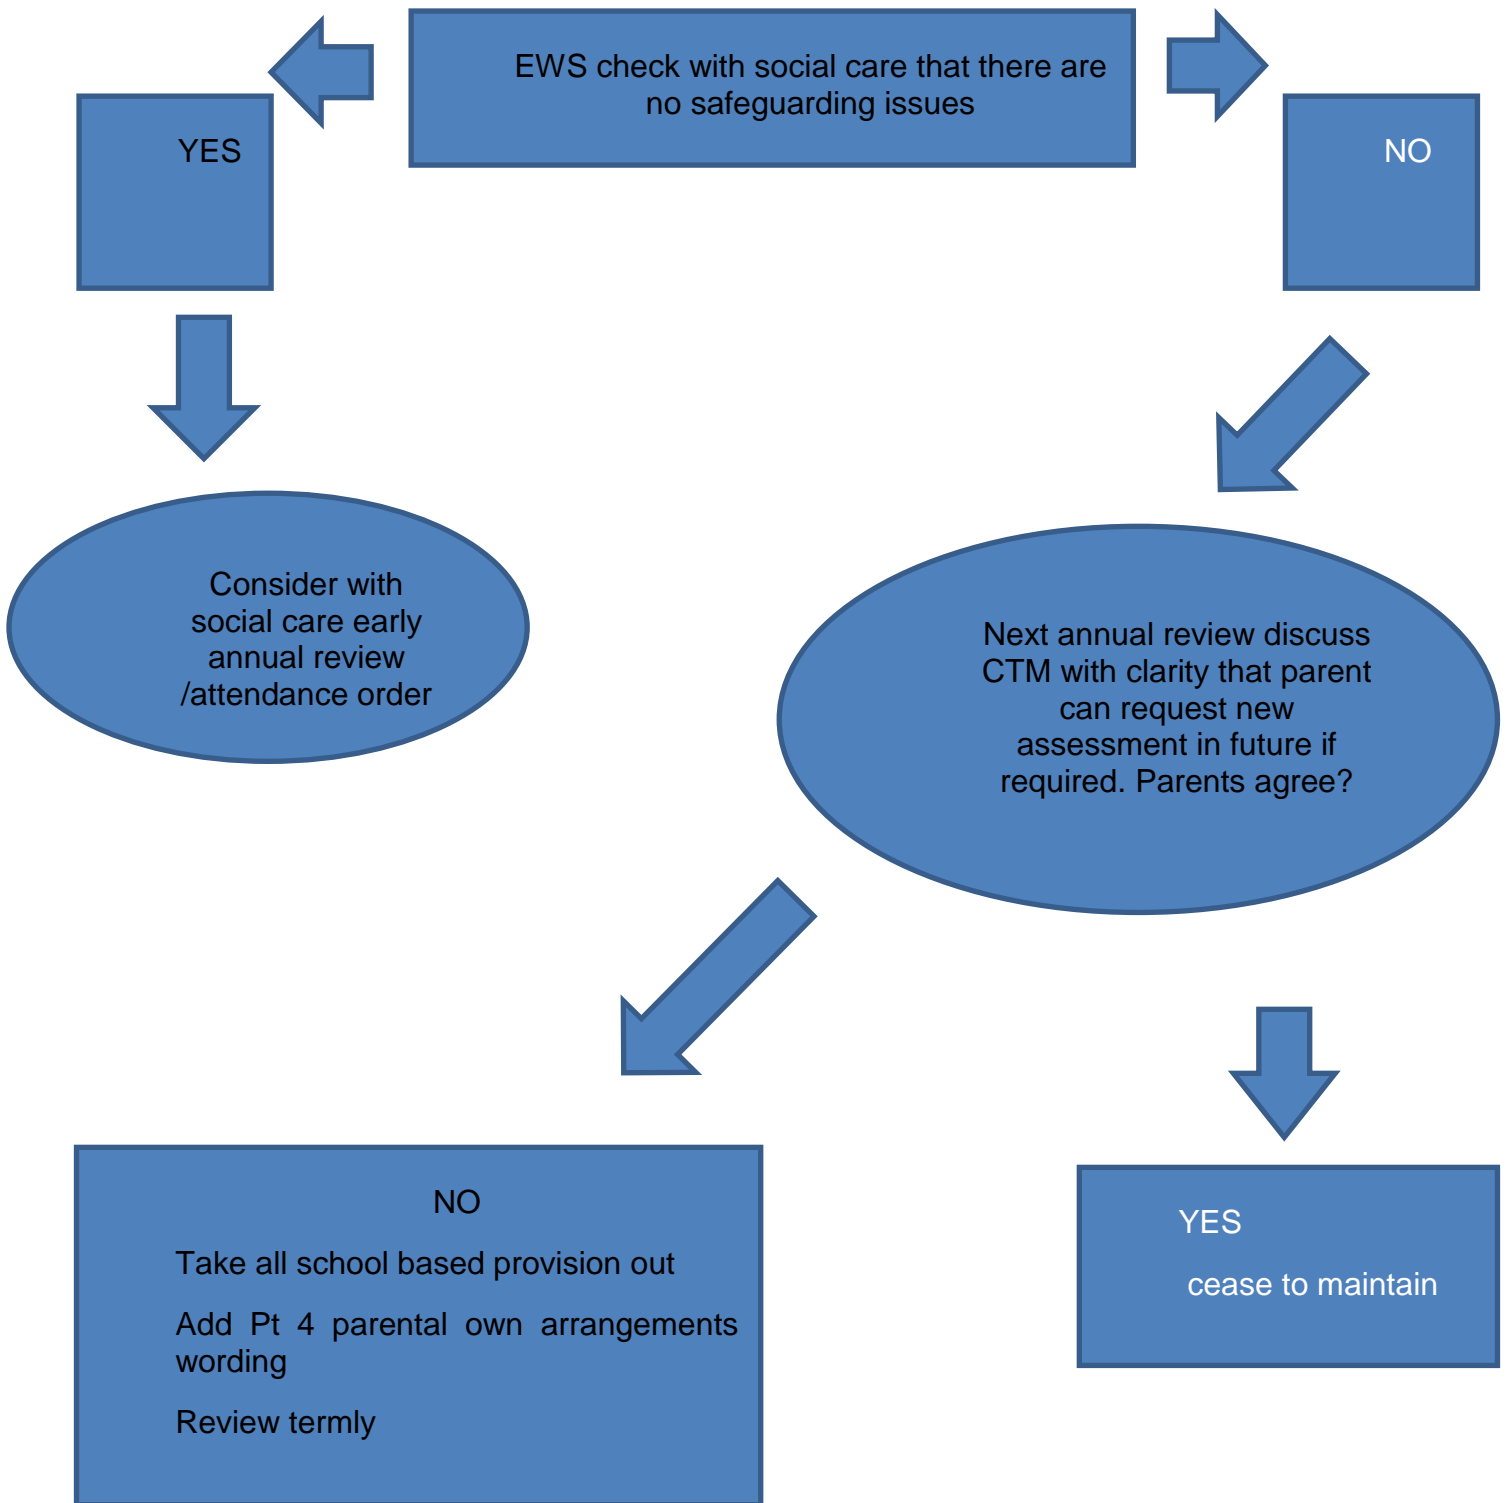 EWS check with social care that there are
no safeguarding issues
YES
NO
Consider with
social care early
annual review
/attendance order
Next annual review discuss
CTM with clarity that parent
can request new
assessment in future if
required. Parents agree?
NO
Take all school based provision out
Add Pt 4 parental own arrangements
wording
Review termly
YES
cease to maintain